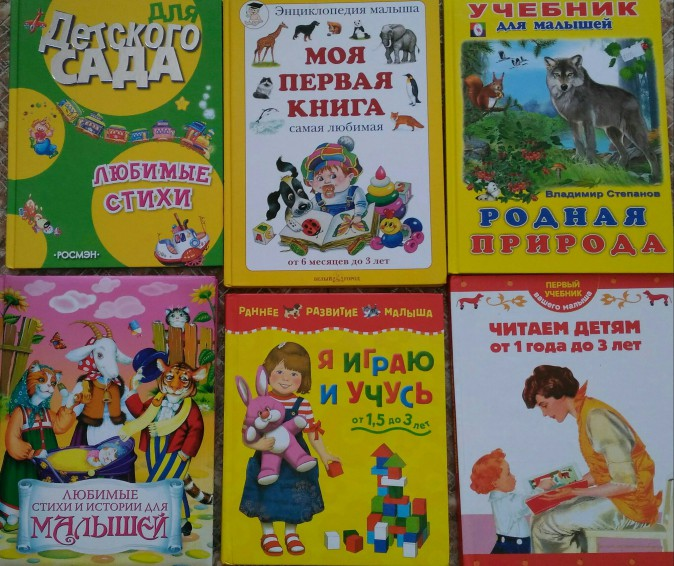 ДЛЯ
ДЕТСКОГО
САДА
ЛЮБИМЫЕ
СТИХИ
·РОСМЭН·
Энциклопедия малыша
МОЯ
ПЕРВАЯ
КНИГА
самая любимая
от 6 месяцев до 3 лет
БЕЛЫЙ ГОРОД
УЧЕБНИК
для малышей
Владимир Степанов
РОДНАЯ
ПРИРОДА
ЛЮБИМЫЕ
СТИХИ И ИСТОРИИ ДЛЯ
МАЛЫШЕЙ
РАННЕЕ РАЗВИТИЕ МАЛЫША
Я ИГРАЮ
И УЧУСЬ
от 1,5 до 3 лет
ПЕРВЫЙ УЧЕБНИК
вашего малыша
ЧИТАЕМ ДЕТЯМ
от 1 года до 3 лет